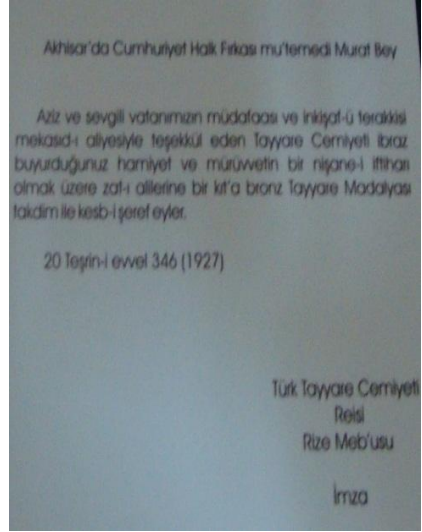 Akhisar'da Cumhuriyet Halk Fırkası mu'temedi Murat Bey
Aziz ve sevgili vatanımızın müdafaası ve inkişaf-ü terakkisi
mekasıd-ı aliyesiyle teşekkül eden Tayyare Cemiyeti ibraz
buyurduğunuz hamiyet ve mürüvvetin bir nişane-i iftiharı
olmak üzere zat-ı alilerine bir kıt'a bronz Tayyare Madalyası
takdim ile kesb-i şeref eyler.
20 Teşrin-i evvel 346 (1927)
Türk Tayyare Cemiyeti
Reisi
Rize Meb'usu
İmza